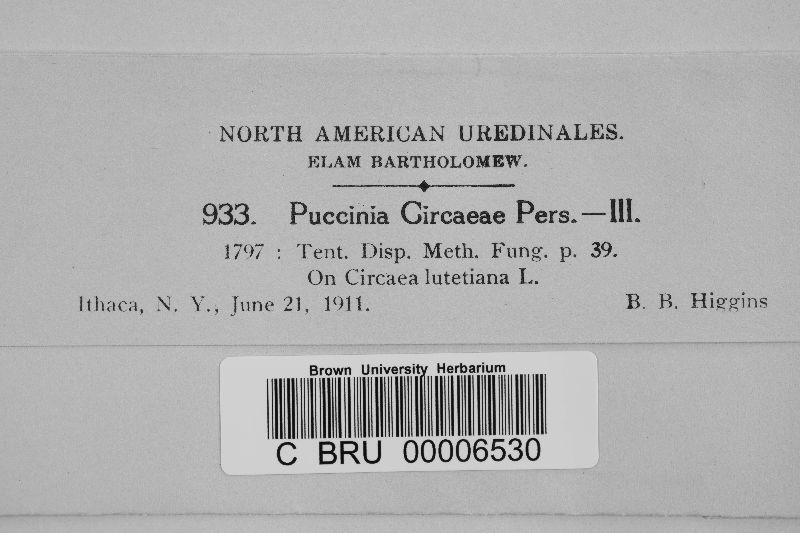 NORTH AMERICAN UREDINALES.
ELAM BARTHOLOMEW.
933. Puccinia Circaeae Pers.—III.
1797 : Tent. Disp. Meth. Fung. p. 39.
On Circaea lutetiana L.
Ithaca, N. Y., June 21, 1911. B. B. Higgins
Brown University Herbarium
C BRU 00006530